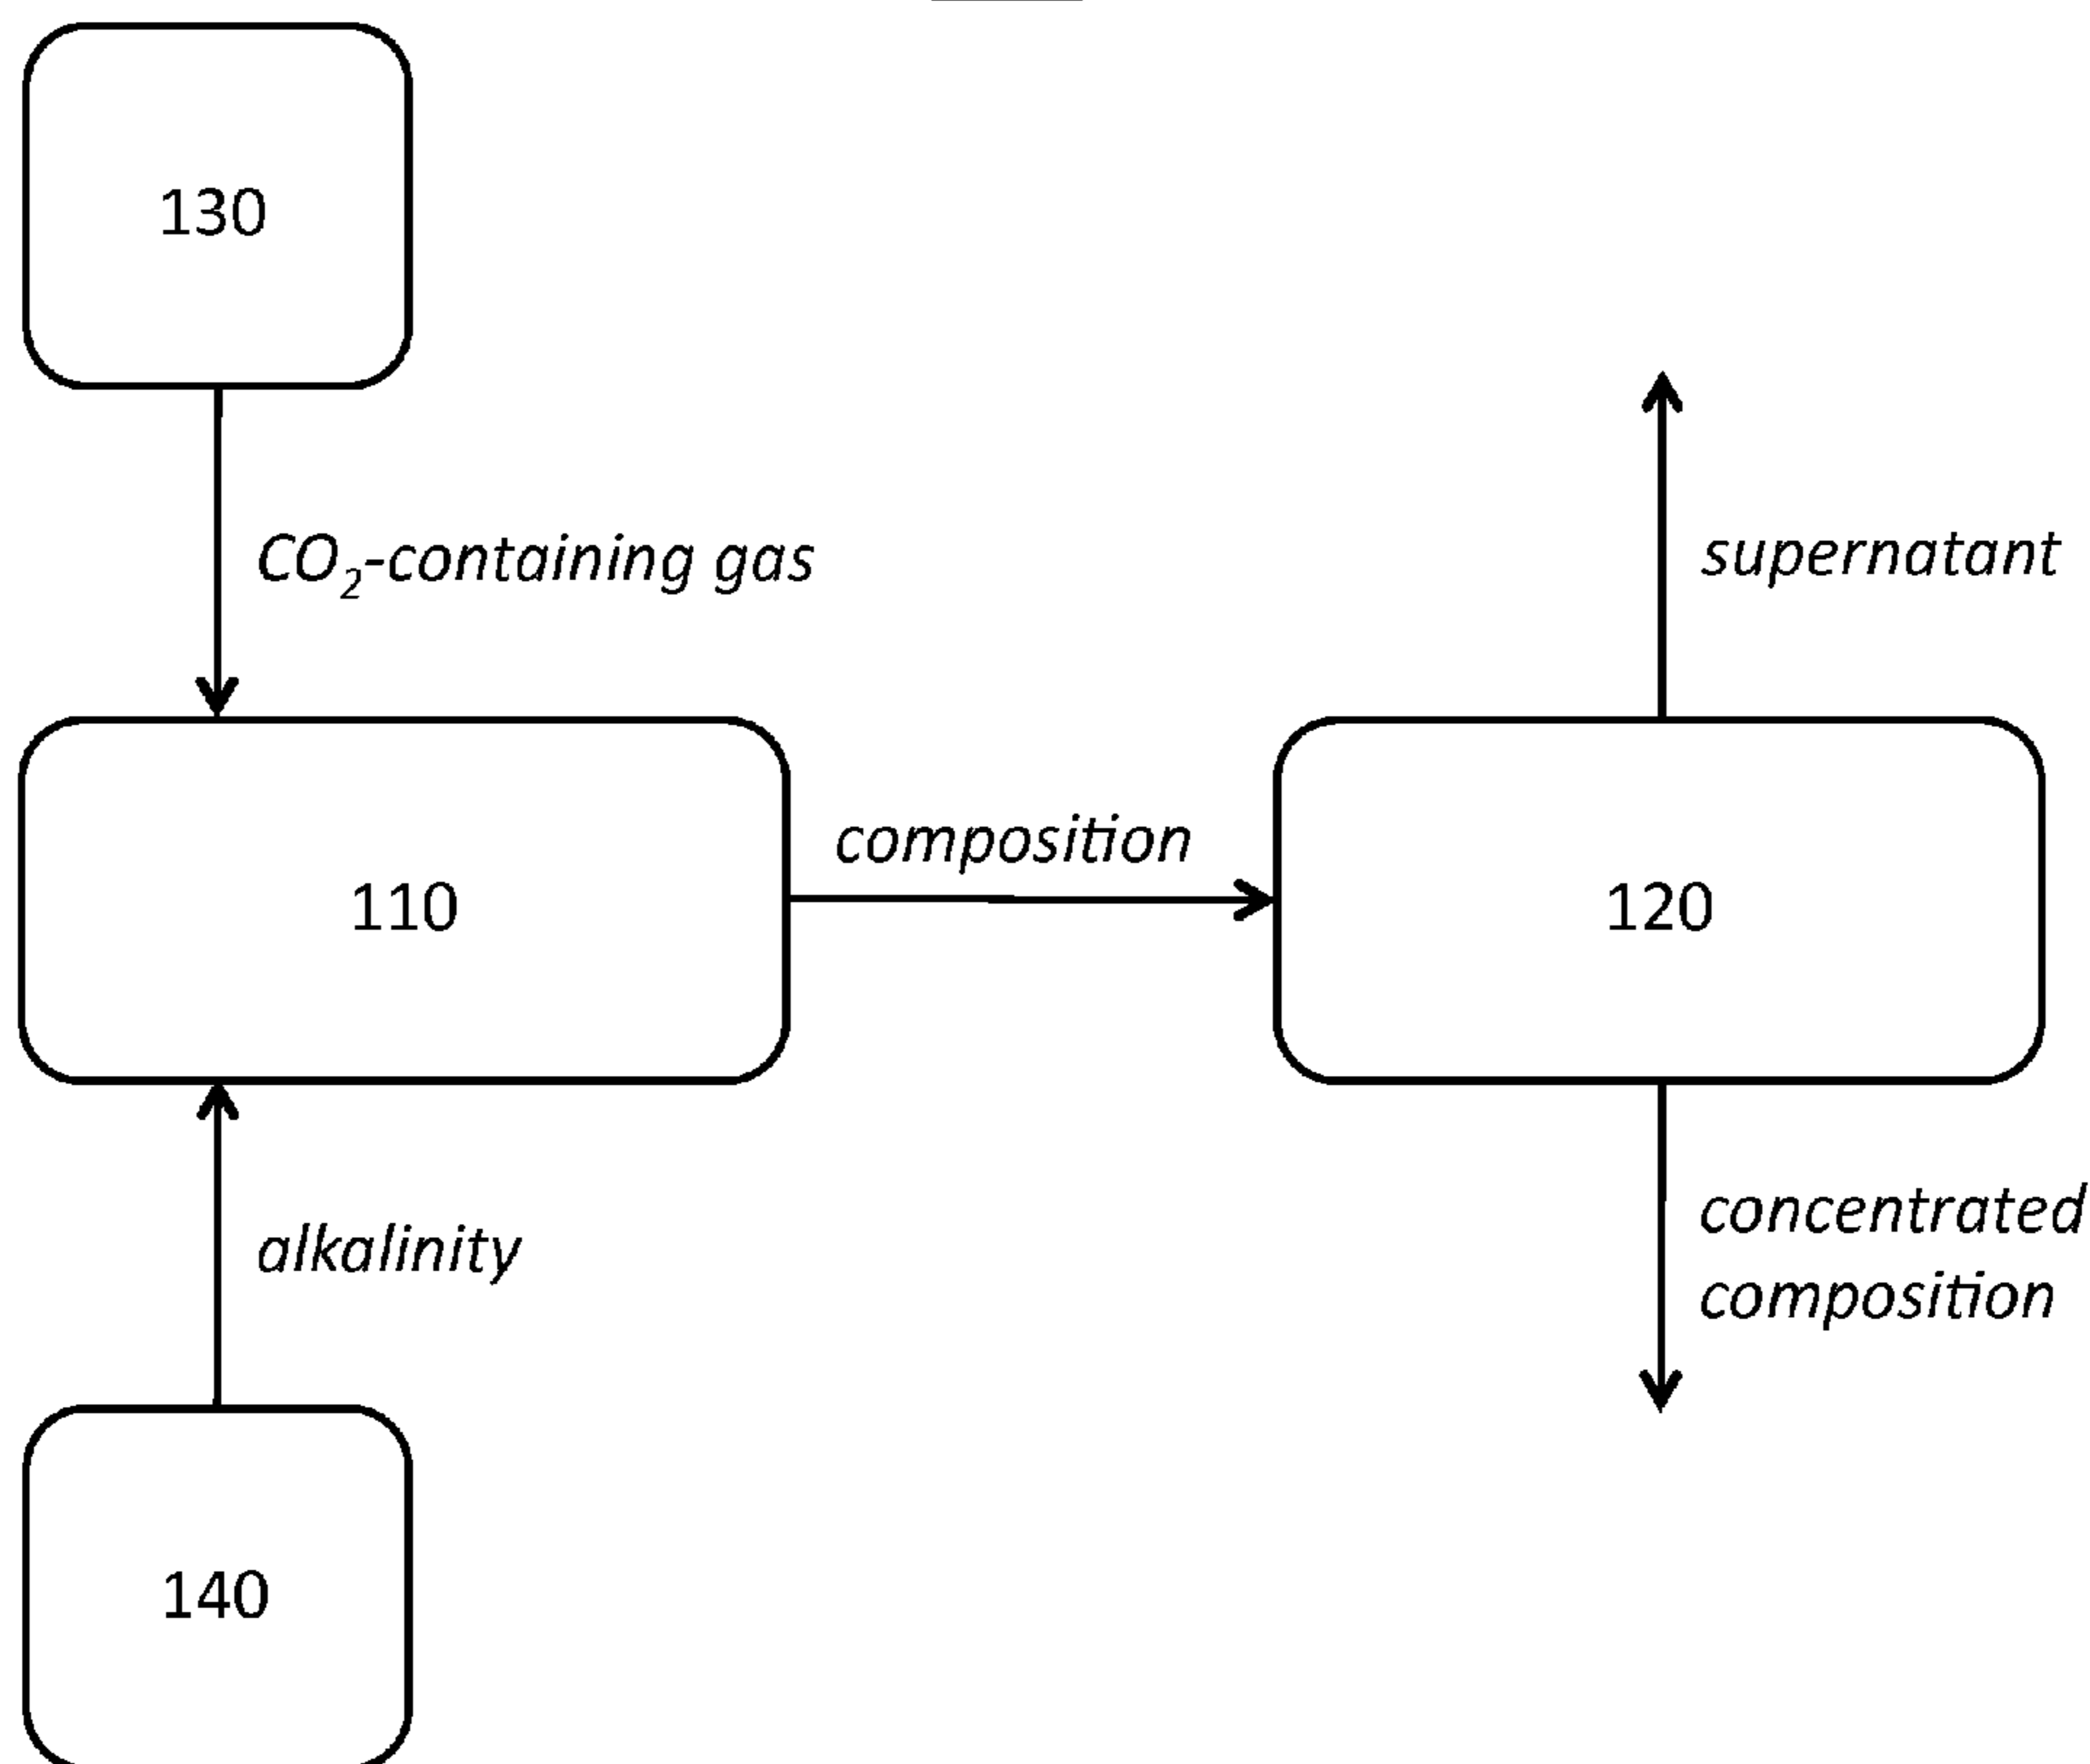 130
CO₂-containing gas
supernatant
composition
110
120
alkalinity
concentrated
composition
140